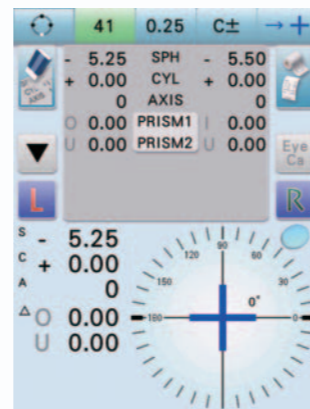 41 0.25 C± → +
- 5.25 SPH - 5.50
+ 0.00 CYL + 0.00
0 AXIS 0
O 0.00 PRISM1 I 0.00
U 0.00 PRISM2 U 0.00
Eye
Ca
L R
S - 5.25
C + 0.00
A 0
△ O 0.00
U 0.00
120 90 60
150
0°
180 0